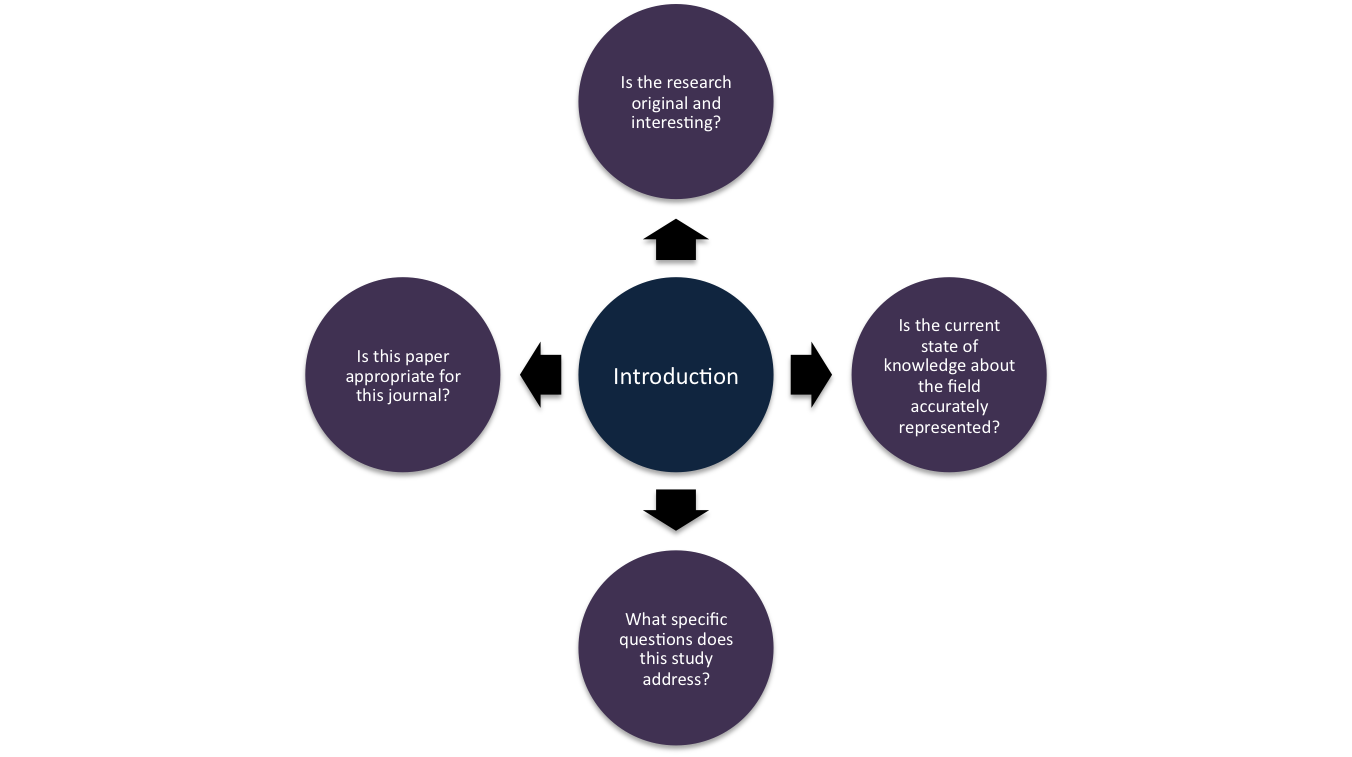 Is the research
original and
interesting?
Is this paper
appropriate for
this journal?
Introduction
Is the current
state of
knowledge about
the field
accurately
represented?
What specific
questions does
this study
address?